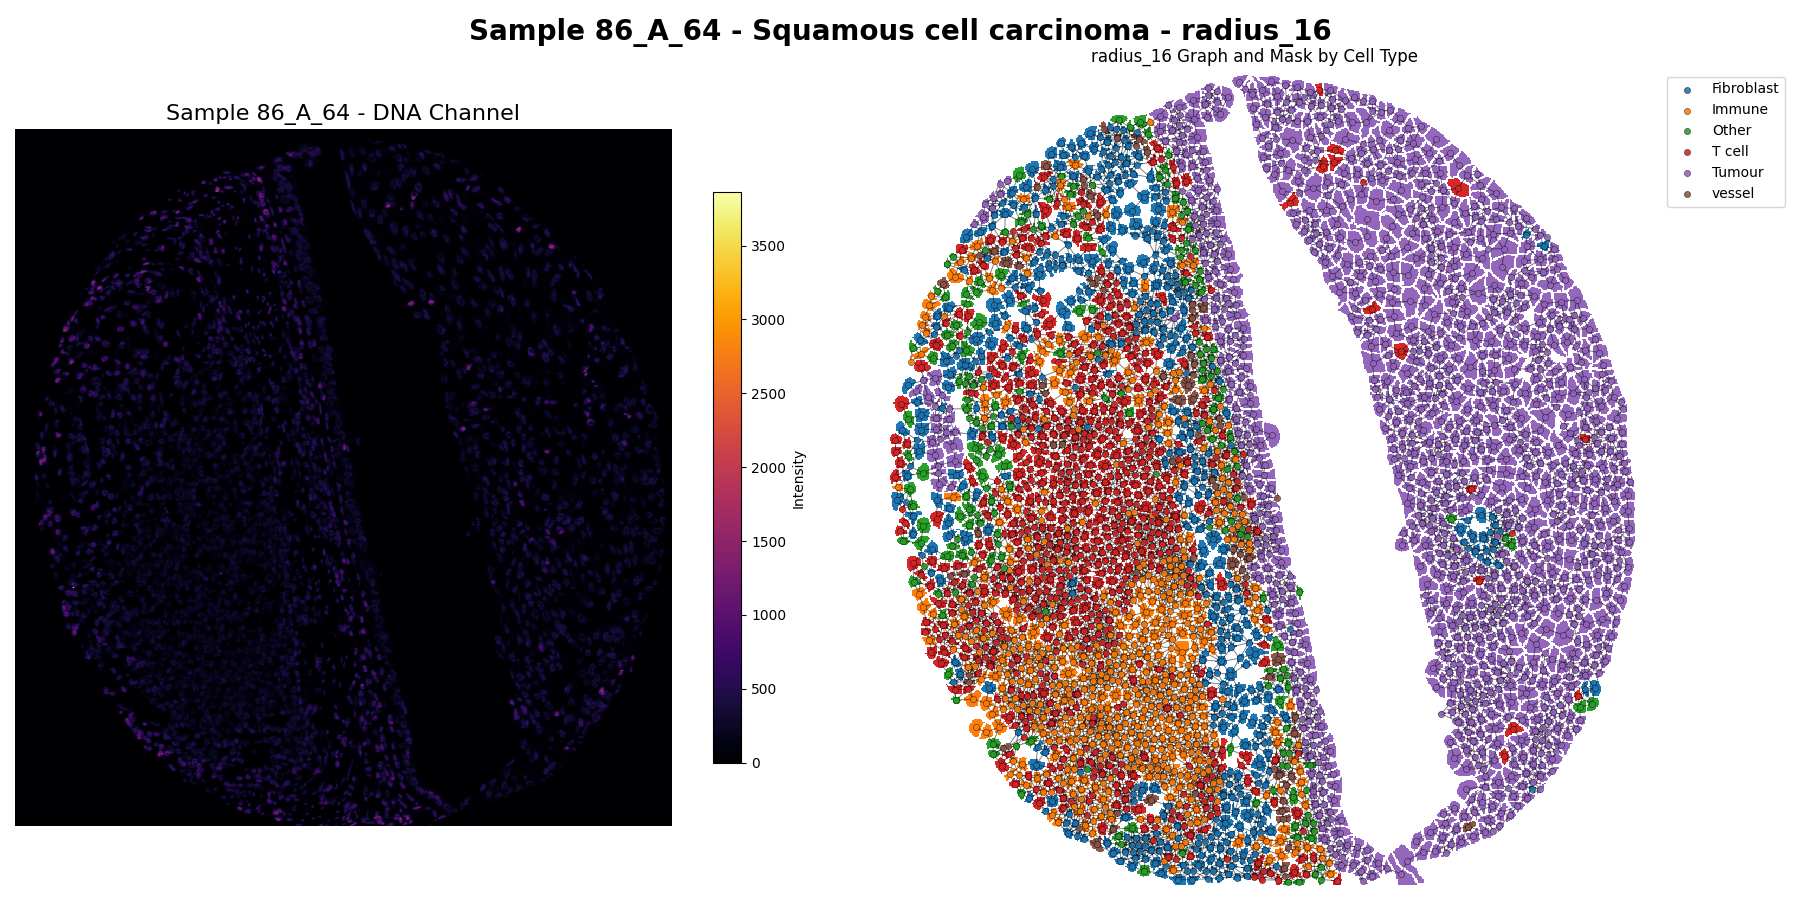 Sample 86_A_64 - Squamous cell carcinoma - radius_16
Sample 86_A_64 - DNA Channel
radius_16 Graph and Mask by Cell Type
3500
3000
2500
2000
1500
1000
500
0
Intensity
Fibroblast
Immune
Other
T cell
Tumour
vessel